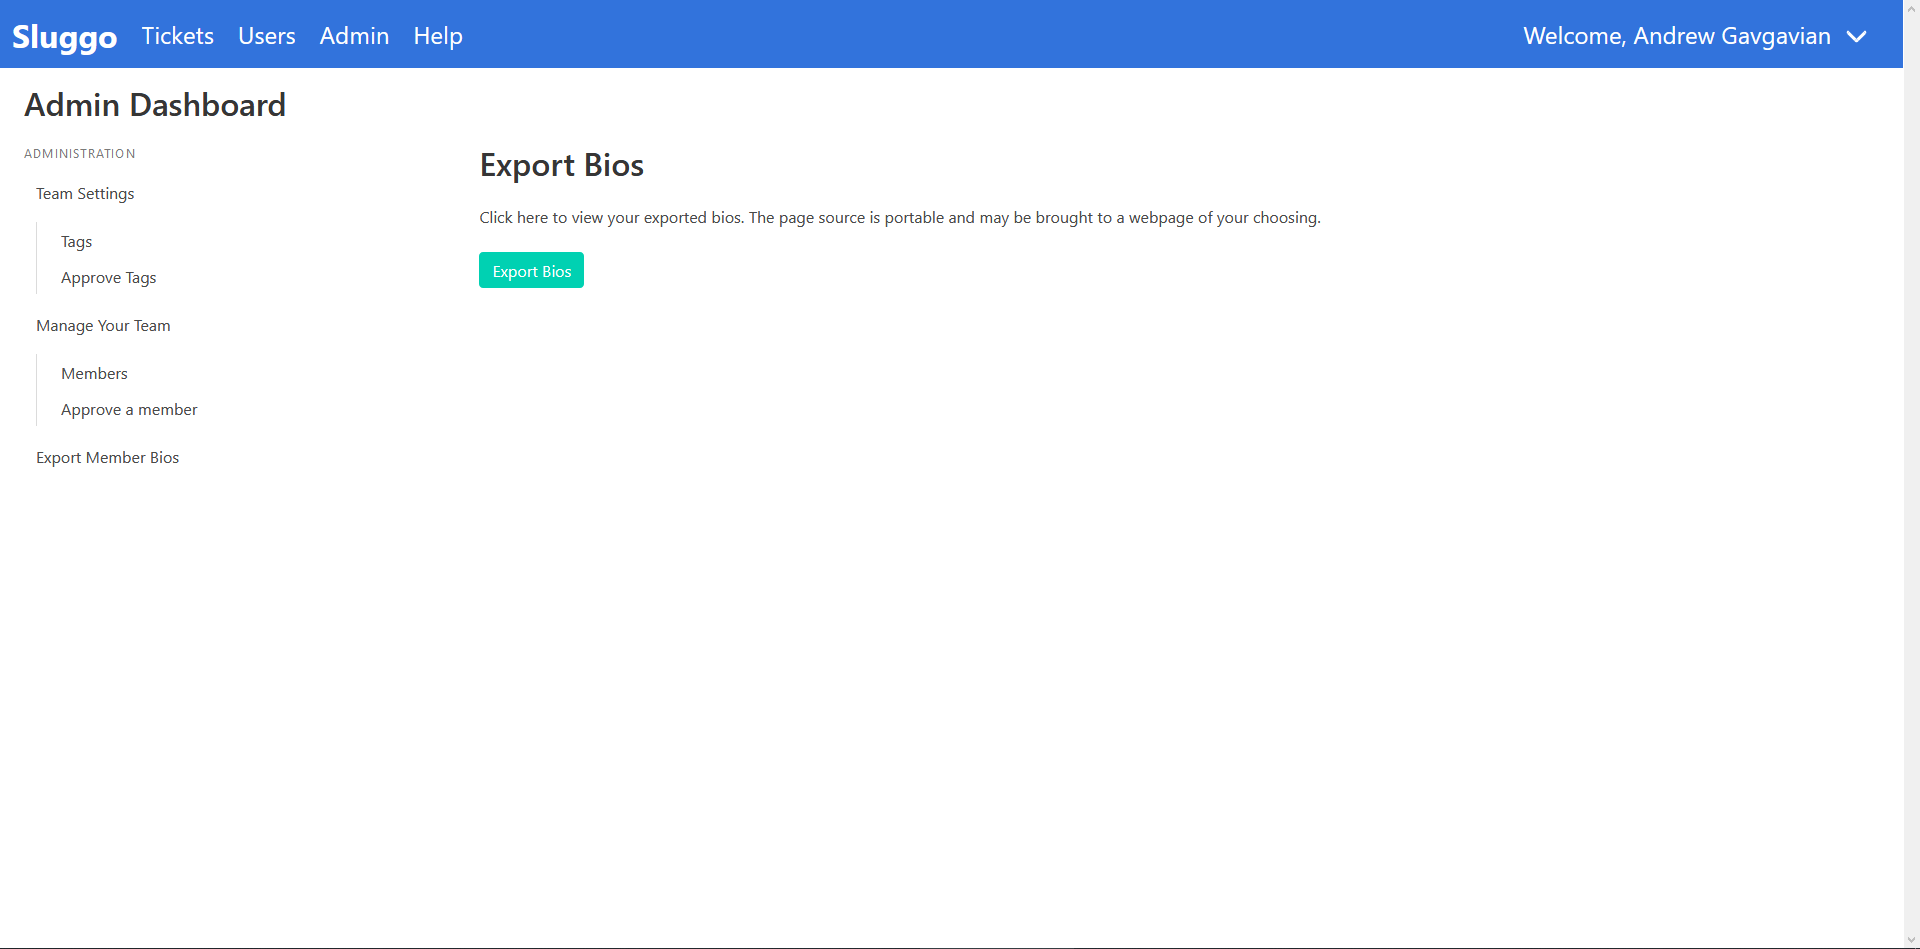 Sluggo Tickets Users Admin Help Welcome, Andrew Gavgavian
Admin Dashboard
ADMINISTRATION
Team Settings
Tags
Approve Tags
Manage Your Team
Members
Approve a member
Export Member Bios
Export Bios
Click here to view your exported bios. The page source is portable and may be brought to a webpage of your choosing.
Export Bios